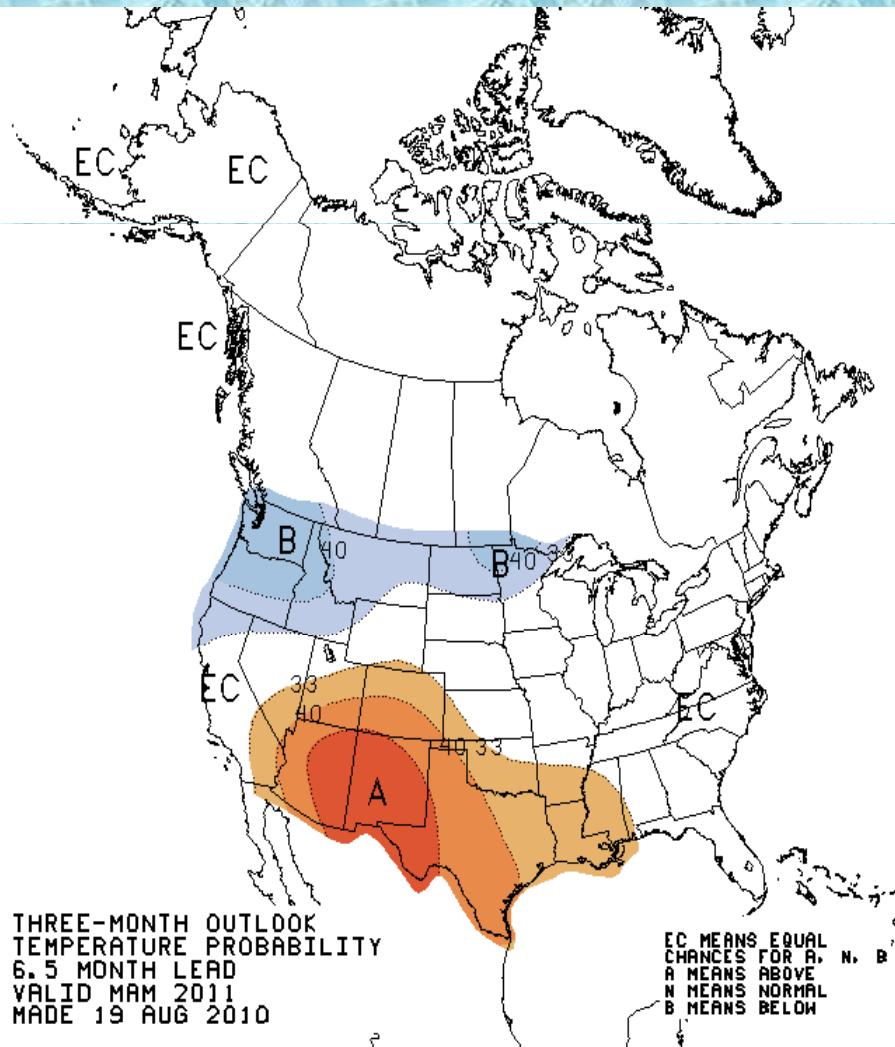 EC
EC
EC
B
40
B
40
33
EC
33
40
EC
40
33
A
THREE-MONTH OUTLOOK
TEMPERATURE PROBABILITY
6.5 MONTH LEAD
VALID MAM 2011
MADE 19 AUG 2010
EC MEANS EQUAL
CHANCES FOR A, N, B
A MEANS ABOVE
N MEANS NORMAL
B MEANS BELOW